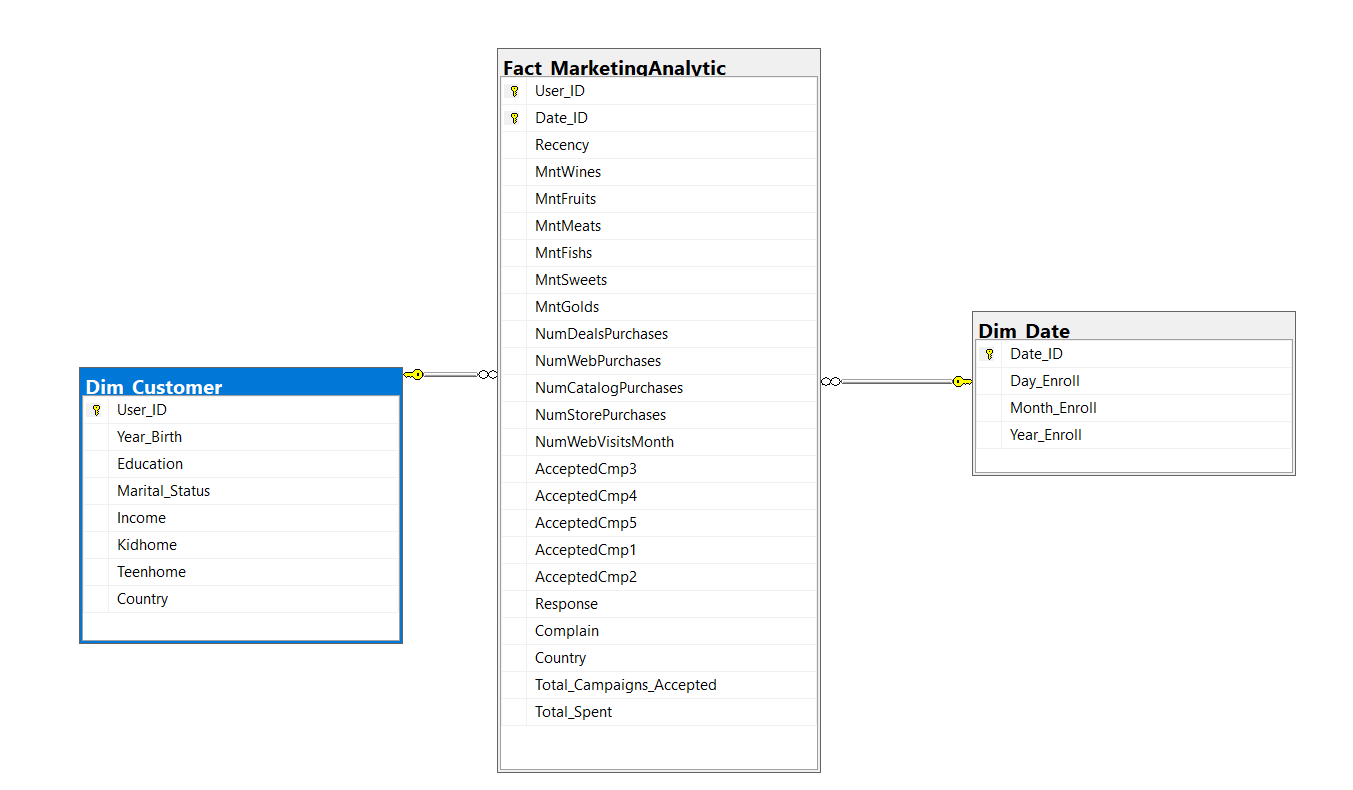 Fact_MarketingAnalytic
User_ID
Date_ID
Recency
MntWines
MntFruits
MntMeats
MntFishs
MntSweets
MntGolds
NumDealsPurchases
NumWebPurchases
NumCatalogPurchases
NumStorePurchases
NumWebVisitsMonth
AcceptedCmp3
AcceptedCmp4
AcceptedCmp5
AcceptedCmp1
AcceptedCmp2
Response
Complain
Country
Total_Campaigns_Accepted
Total_Spent
Dim_Customer
User_ID
Year_Birth
Education
Marital_Status
Income
Kidhome
Teenhome
Country
Dim_Date
Date_ID
Day_Enroll
Month_Enroll
Year_Enroll